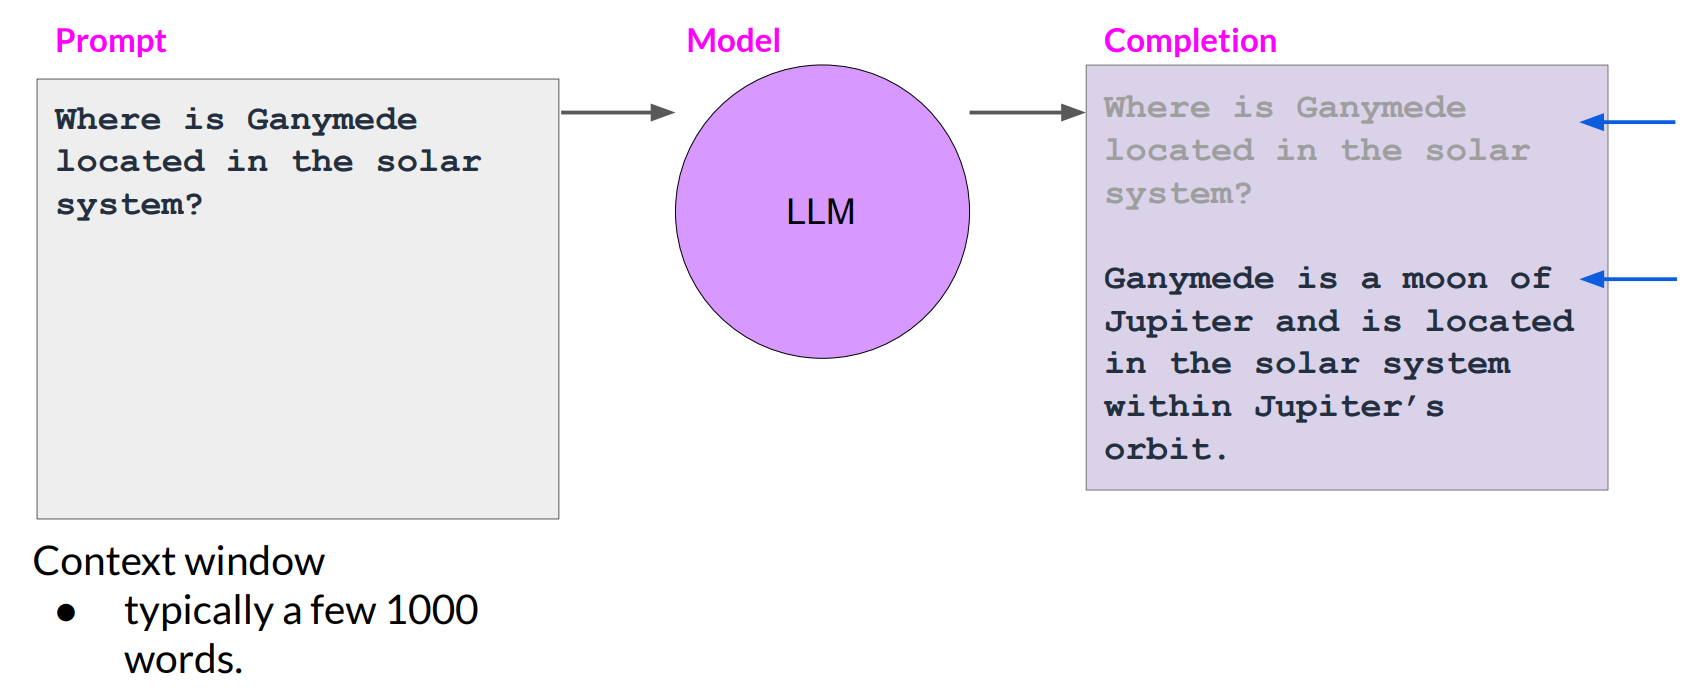 Prompt
Where is Ganymede
located in the solar
system?
Context window
● typically a few 1000
words.
Model
LLM
Completion
Where is Ganymede
located in the solar
system?
Ganymede is a moon of
Jupiter and is located
in the solar system
within Jupiter’s
orbit.